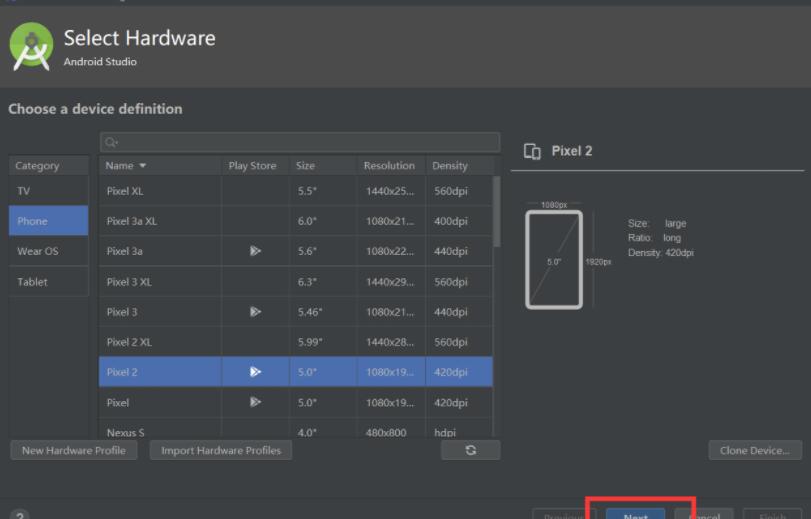 Select Hardware
Android Studio
Choose a device definition
Category
Name Play Store Size Resolution Density
TV
Phone
Wear OS
Tablet
Pixel XL 5.5" 1440x25... 560dpi
Pixel 3a XL 6.0" 1080x21... 400dpi
Pixel 3a 5.6" 1080x22... 440dpi
Pixel 3 XL 6.3" 1440x29... 560dpi
Pixel 3 5.46" 1080x21... 440dpi
Pixel 2 XL 5.99" 1440x28... 560dpi
Pixel 2 5.0" 1080x19... 420dpi
Pixel 5.0" 1080x19... 420dpi
Nexus S 4.0" 480x800 hdpi
Pixel 2
1080px
5.0"
1920px
Size: large
Ratio: long
Density: 420dpi
New Hardware Profile Import Hardware Profiles Clone Device...
? Previous Next Cancel Finish